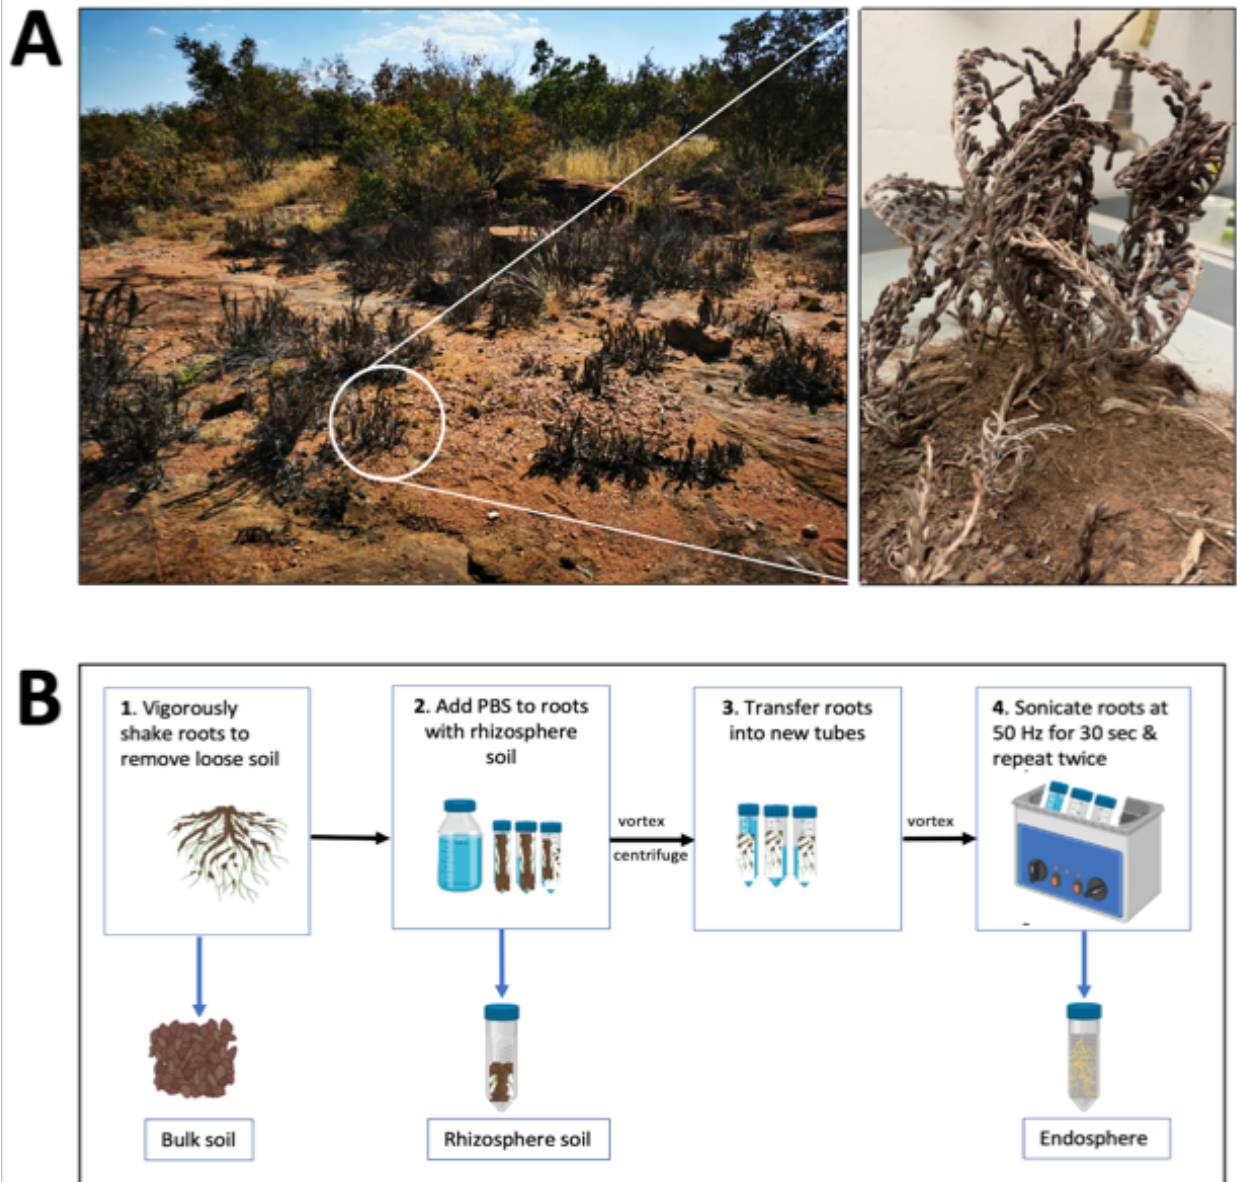 A
B
1. Vigorously
shake roots to
remove loose soil
2. Add PBS to roots
with rhizosphere
soil
vortex
centrifuge
3. Transfer roots
into new tubes
vortex
4. Sonicate roots at
50 Hz for 30 sec &
repeat twice
Bulk soil
Rhizosphere soil
Endosphere